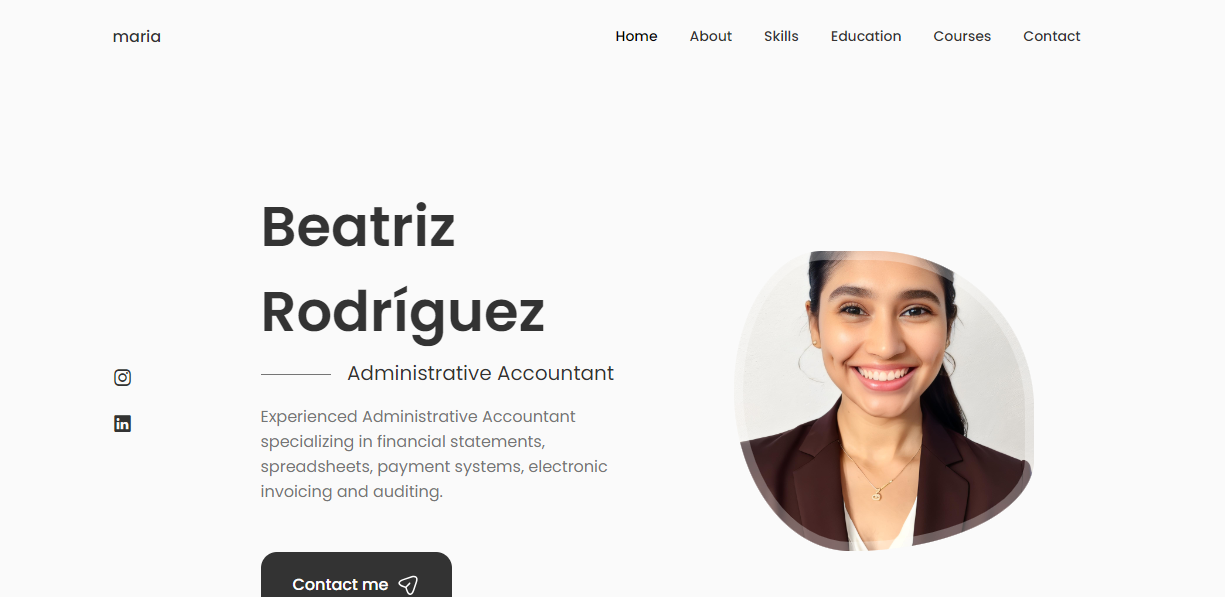 maria
Home About Skills Education Courses Contact
Beatriz
Rodríguez
Administrative Accountant
Experienced Administrative Accountant
specializing in financial statements,
spreadsheets, payment systems, electronic
invoicing and auditing.
Contact me